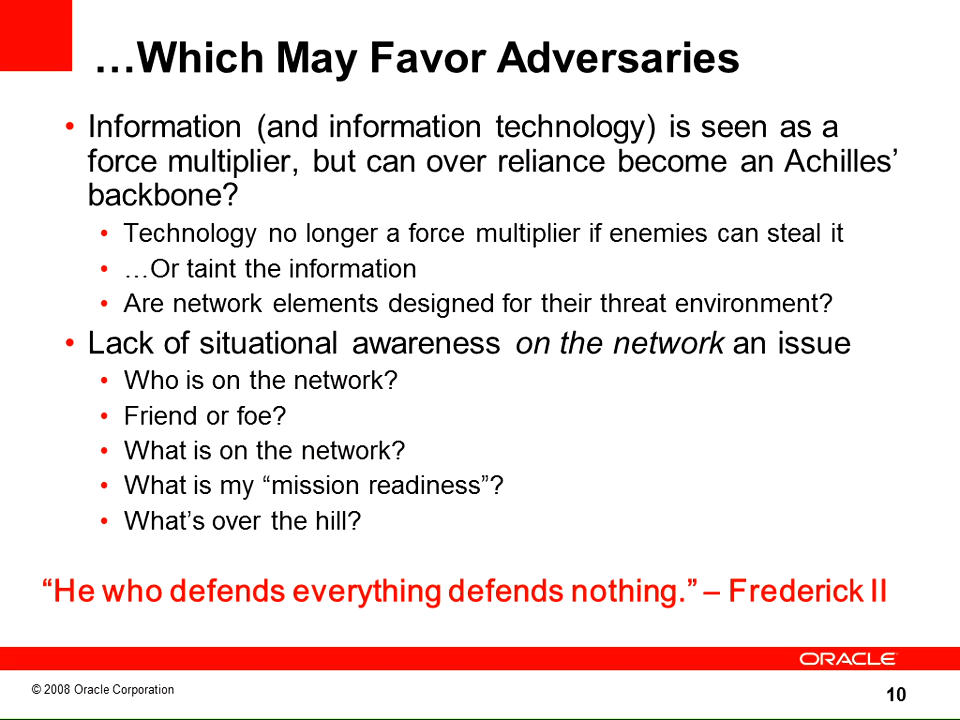 …Which May Favor Adversaries
• Information (and information technology) is seen as a
force multiplier, but can over reliance become an Achilles’
backbone?
• Technology no longer a force multiplier if enemies can steal it
• …Or taint the information
• Are network elements designed for their threat environment?
• Lack of situational awareness on the network an issue
• Who is on the network?
• Friend or foe?
• What is on the network?
• What is my “mission readiness”?
• What’s over the hill?
“He who defends everything defends nothing.” – Frederick II
ORACLE
© 2008 Oracle Corporation
10